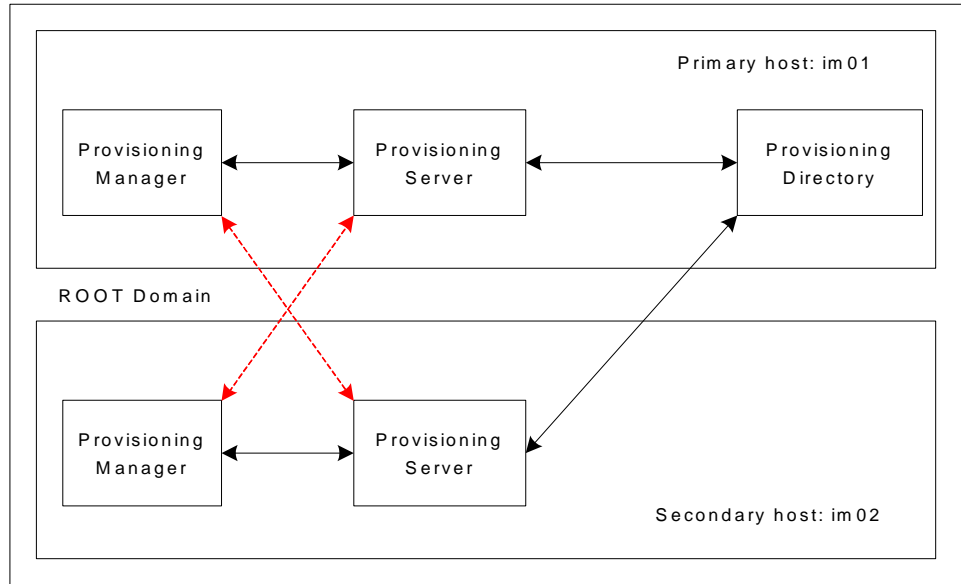 Primary host: im01
Provisioning
Manager
Provisioning
Server
Provisioning
Directory
ROOT Domain
Provisioning
Manager
Provisioning
Server
Secondary host: im02